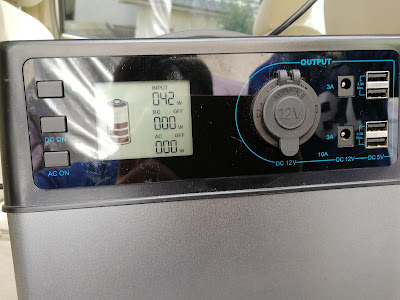 OUTPUT
INPUT
042 W
DC OFF
000 W
AC OFF
000 W
DC ON
AC ON
12V
3A
3A
10A
DC 12V
DC 12V
DC 5V